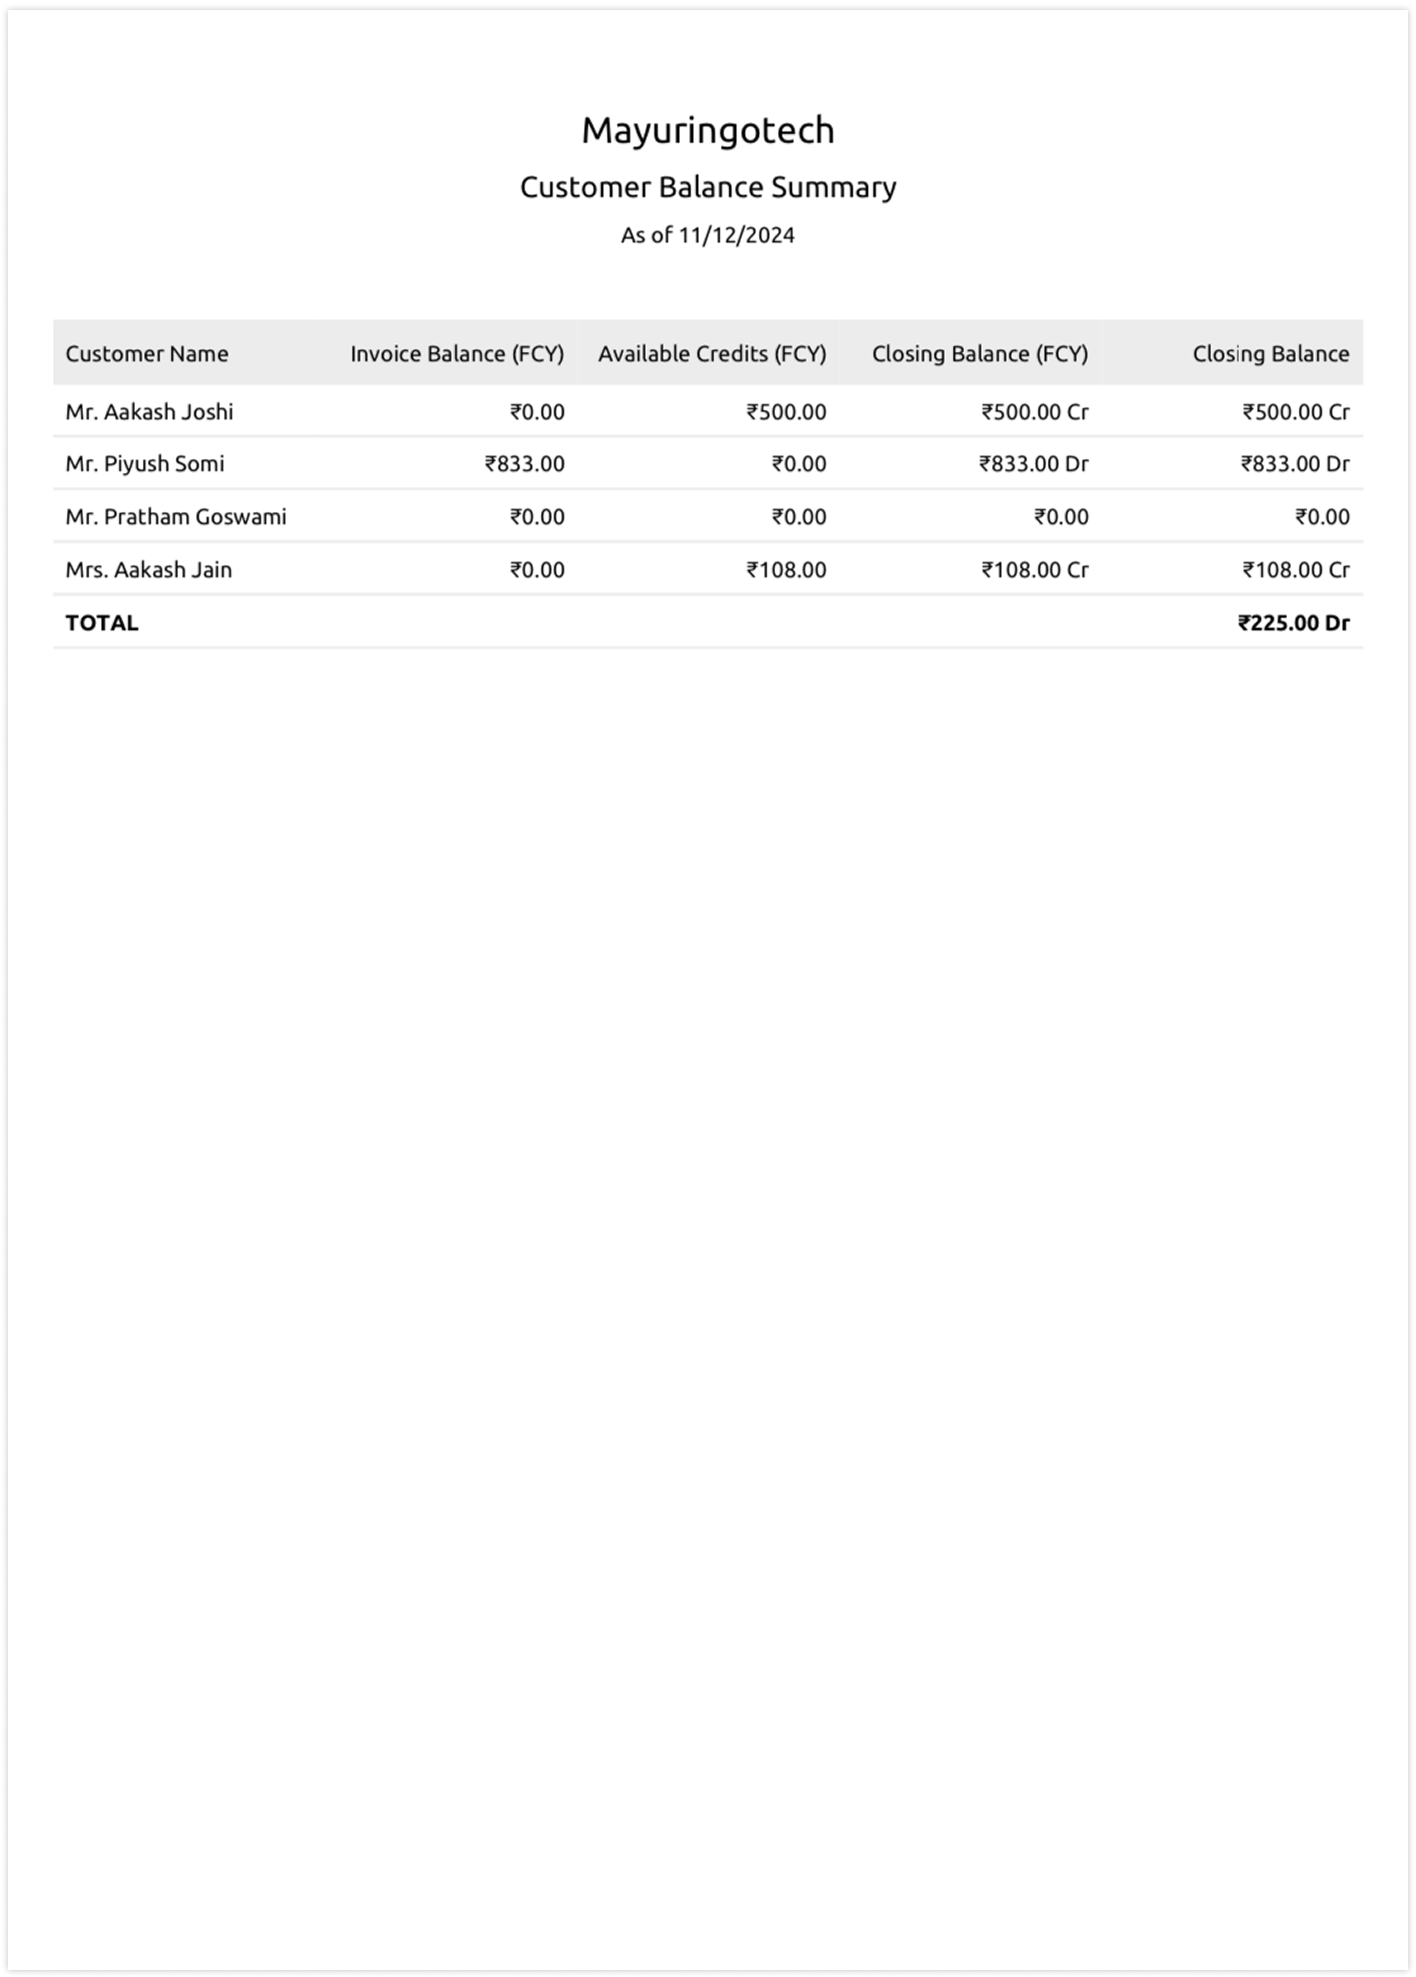 Mayuringotech
Customer Balance Summary
As of 11/12/2024
Customer Name Invoice Balance (FCY) Available Credits (FCY) Closing Balance (FCY) Closing Balance
Mr. Aakash Joshi ₹0.00 ₹500.00 ₹500.00 Cr ₹500.00 Cr
Mr. Piyush Somi ₹833.00 ₹0.00 ₹833.00 Dr ₹833.00 Dr
Mr. Pratham Goswami ₹0.00 ₹0.00 ₹0.00 ₹0.00
Mrs. Aakash Jain ₹0.00 ₹108.00 ₹108.00 Cr ₹108.00 Cr
TOTAL ₹225.00 Dr